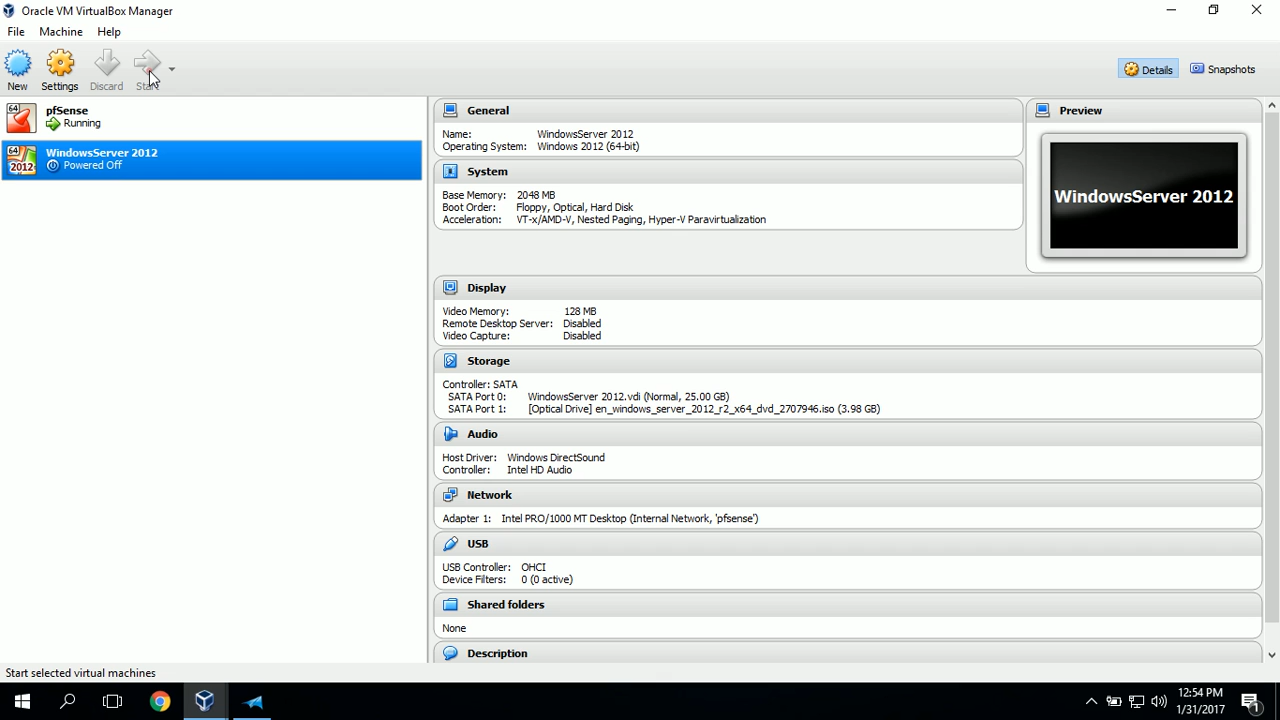 Oracle VM VirtualBox Manager
File Machine Help
New Settings Discard Start
Details Snapshots
64 pfSense
Running
64 2012 WindowsServer 2012
Powered Off
General
Name: WindowsServer 2012
Operating System: Windows 2012 (64-bit)
System
Base Memory: 2048 MB
Boot Order: Floppy, Optical, Hard Disk
Acceleration: VT-x/AMD-V, Nested Paging, Hyper-V Paravirtualization
Preview
WindowsServer 2012
Display
Video Memory: 128 MB
Remote Desktop Server: Disabled
Video Capture: Disabled
Storage
Controller: SATA
SATA Port 0: WindowsServer 2012.vdi (Normal, 25.00 GB)
SATA Port 1: [Optical Drive] en_windows_server_2012_r2_x64_dvd_2707946.iso (3.98 GB)
Audio
Host Driver: Windows DirectSound
Controller: Intel HD Audio
Network
Adapter 1: Intel PRO/1000 MT Desktop (Internal Network, 'pfsense')
USB
USB Controller: OHCI
Device Filters: 0 (0 active)
Shared folders
None
Description
Start selected virtual machines
12:54 PM
1/31/2017
1